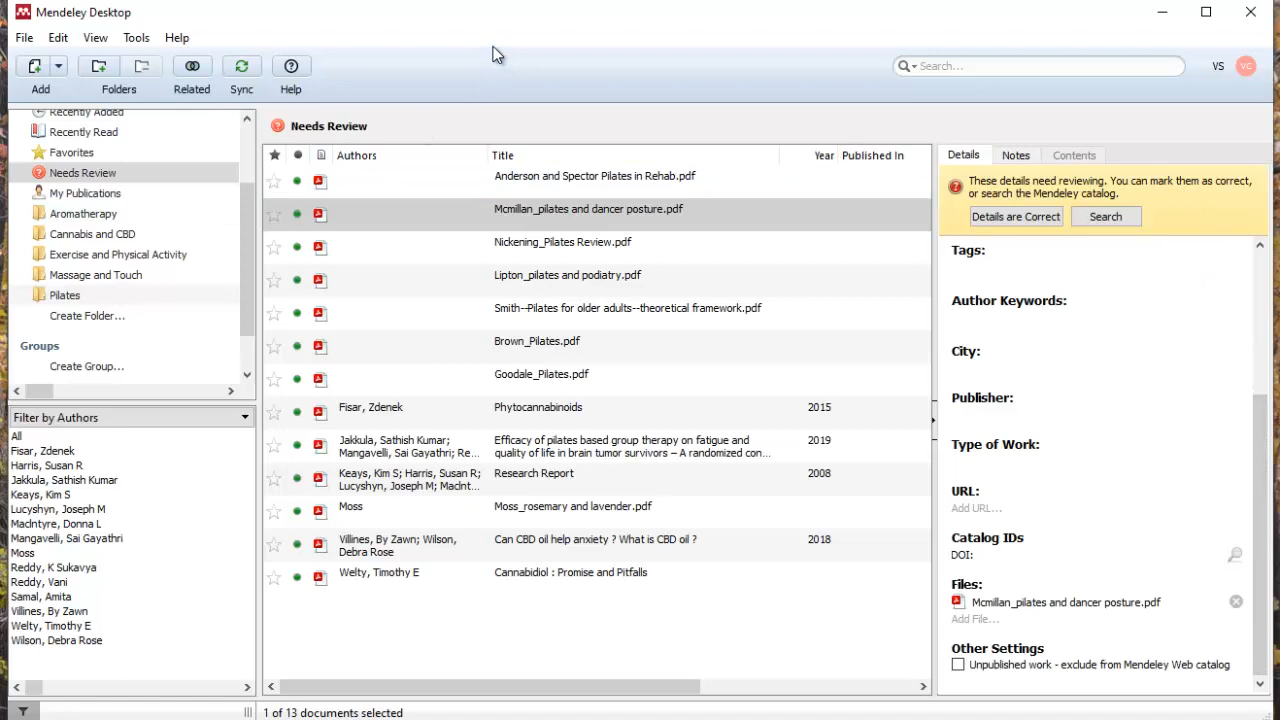 Mendeley Desktop
File Edit View Tools Help
Add Folders Related Sync Help
Search...
VS VC
Recently Added
Recently Read
Favorites
Needs Review
My Publications
Aromatherapy
Cannabis and CBD
Exercise and Physical Activity
Massage and Touch
Pilates
Create Folder...
Groups
Create Group...
Filter by Authors
All
Fisar, Zdenek
Harris, Susan R
Jakkula, Sathish Kumar
Keays, Kim S
Lucyshyn, Joseph M
MacIntyre, Donna L
Mangavelli, Sai Gayathri
Moss
Reddy, K Sukavya
Reddy, Vani
Samal, Amita
Villines, By Zawn
Welty, Timothy E
Wilson, Debra Rose
Needs Review
Authors Title Year Published In
Anderson and Spector Pilates in Rehab.pdf
Mcmillan_pilates and dancer posture.pdf
Nickening_Pilates Review.pdf
Lipton_pilates and podiatry.pdf
Smith--Pilates for older adults--theoretical framework.pdf
Brown_Pilates.pdf
Goodale_Pilates.pdf
Fisar, Zdenek Phytocannabinoids 2015
Jakkula, Sathish Kumar; Efficacy of pilates based group therapy on fatigue and 2019
Mangavelli, Sai Gayathri; Re... quality of life in brain tumor survivors – A randomized con...
Keays, Kim S; Harris, Susan R; Research Report 2008
Lucyshyn, Joseph M; MacInt...
Moss Moss_rosemary and lavender.pdf
Villines, By Zawn; Wilson, Can CBD oil help anxiety ? What is CBD oil ? 2018
Debra Rose
Welty, Timothy E Cannabidiol : Promise and Pitfalls
1 of 13 documents selected
Details Notes Contents
These details need reviewing. You can mark them as correct,
or search the Mendeley catalog.
Details are Correct Search
Tags:
Author Keywords:
City:
Publisher:
Type of Work:
URL:
Add URL...
Catalog IDs
DOI:
Files:
Mcmillan_pilates and dancer posture.pdf
Add File...
Other Settings
Unpublished work - exclude from Mendeley Web catalog